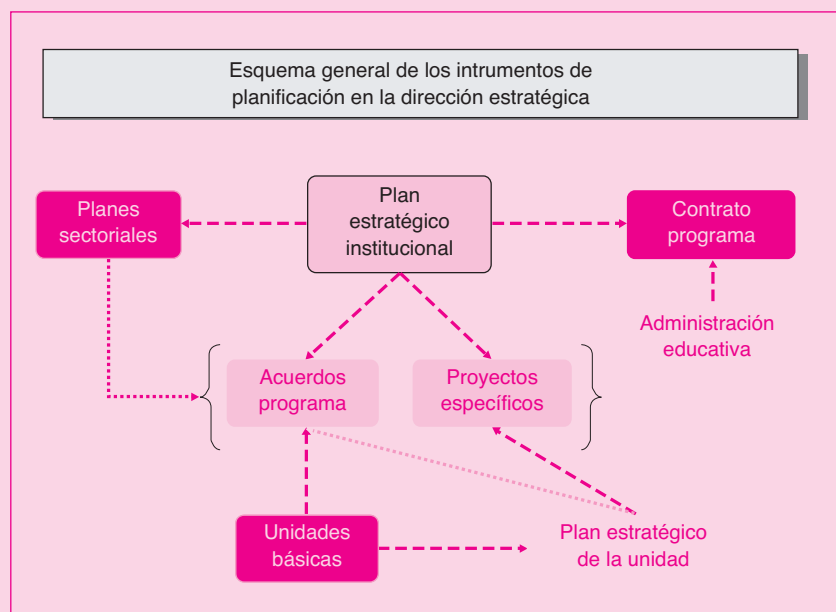 Esquema general de los intrumentos de
planificación en la dirección estratégica
Planes
sectoriales
Plan
estratégico
institucional
Contrato
programa
Administración
educativa
Acuerdos
programa
Proyectos
específicos
Unidades
básicas
Plan estratégico
de la unidad